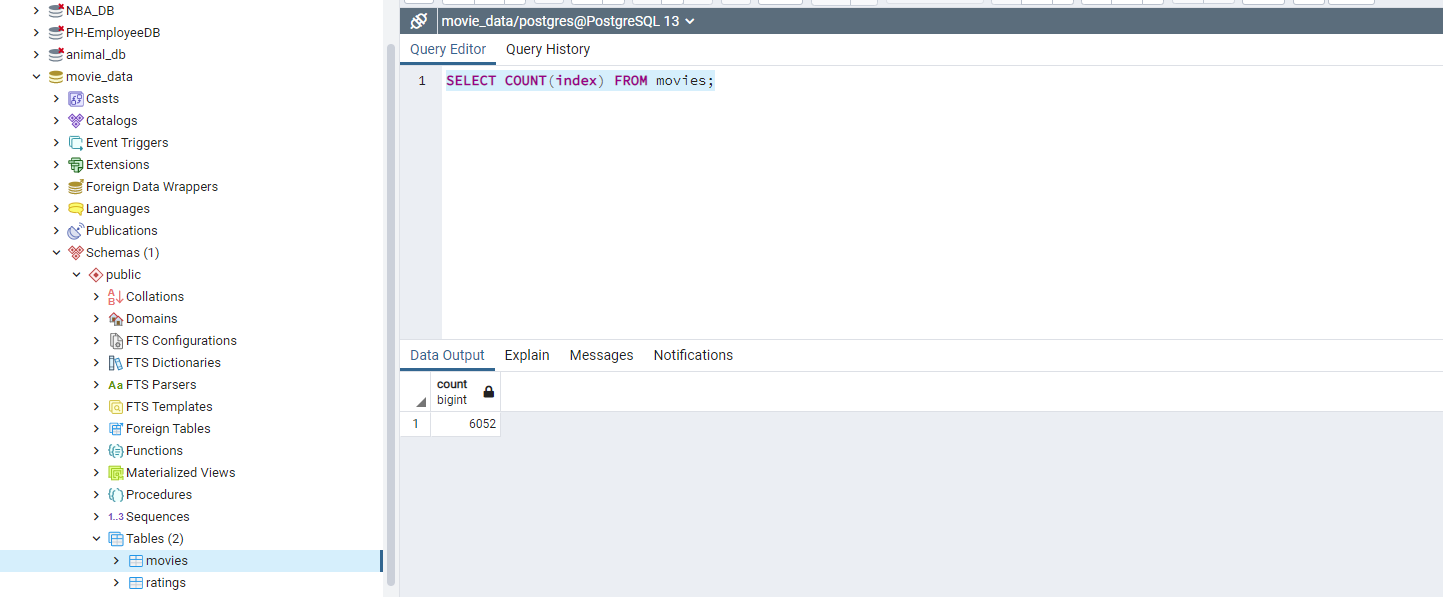 NBA_DB
PH-EmployeeDB
animal_db
movie_data
Casts
Catalogs
Event Triggers
Extensions
Foreign Data Wrappers
Languages
Publications
Schemas (1)
public
A
B
Collations
Domains
FTS Configurations
FTS Dictionaries
Aa FTS Parsers
FTS Templates
Foreign Tables
Functions
Materialized Views
Procedures
1..3 Sequences
Tables (2)
movies
ratings
movie_data/postgres@PostgreSQL 13
Query Editor Query History
1 SELECT COUNT(index) FROM movies;
Data Output Explain Messages Notifications
count
bigint
1 6052